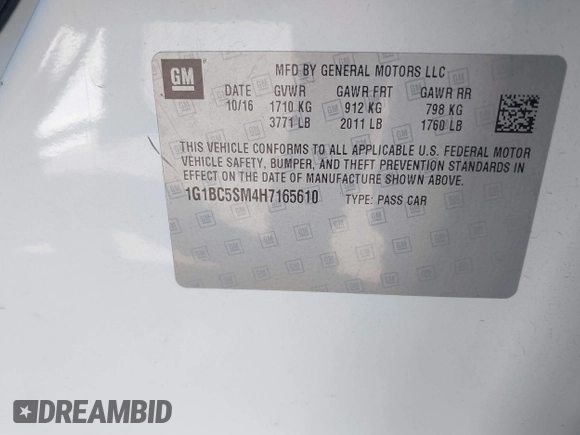 GM
MFD BY GENERAL MOTORS LLC
DATE GVWR GAWR FRT GAWR RR
10/16 1710 KG 912 KG 798 KG
3771 LB 2011 LB 1760 LB
THIS VEHICLE CONFORMS TO ALL APPLICABLE U.S. FEDERAL MOTOR
VEHICLE SAFETY, BUMPER, AND THEFT PREVENTION STANDARDS IN
EFFECT ON THE DATE OF MANUFACTURE SHOWN ABOVE.
1G1BC5SM4H7165610 TYPE: PASS CAR
DREAMBID